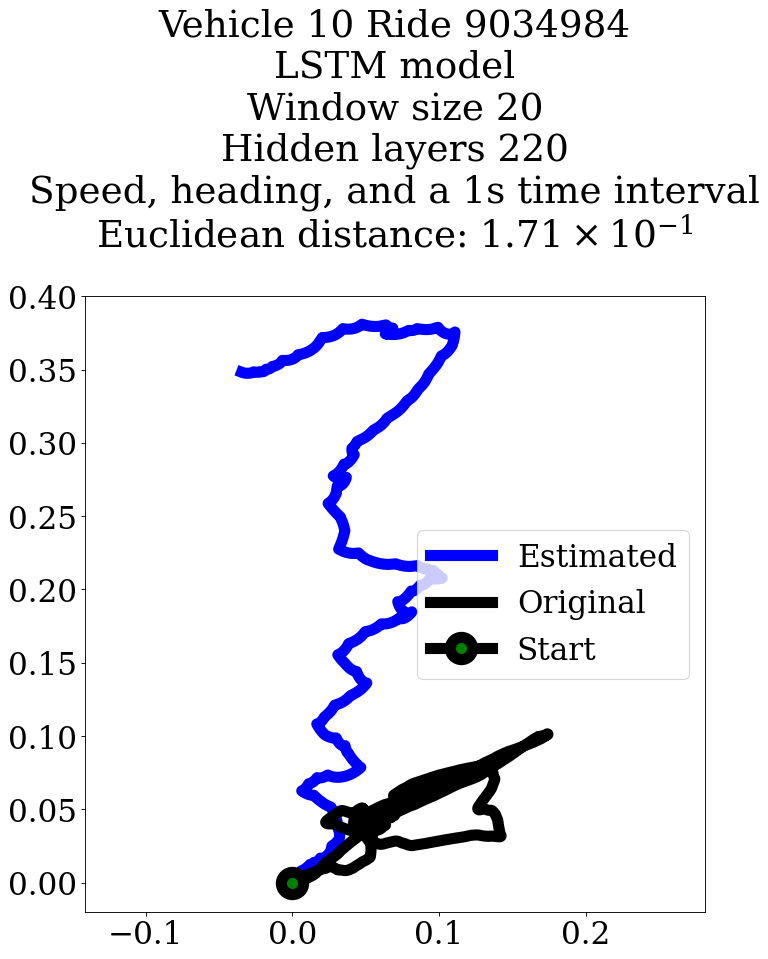 Vehicle 10 Ride 9034984
LSTM model
Window size 20
Hidden layers 220
Speed, heading, and a 1s time interval
Euclidean distance: 1.71 × 10⁻¹
0.40
0.35
0.30
0.25
0.20
0.15
0.10
0.05
0.00
Estimated
Original
Start
−0.1
0.0
0.1
0.2